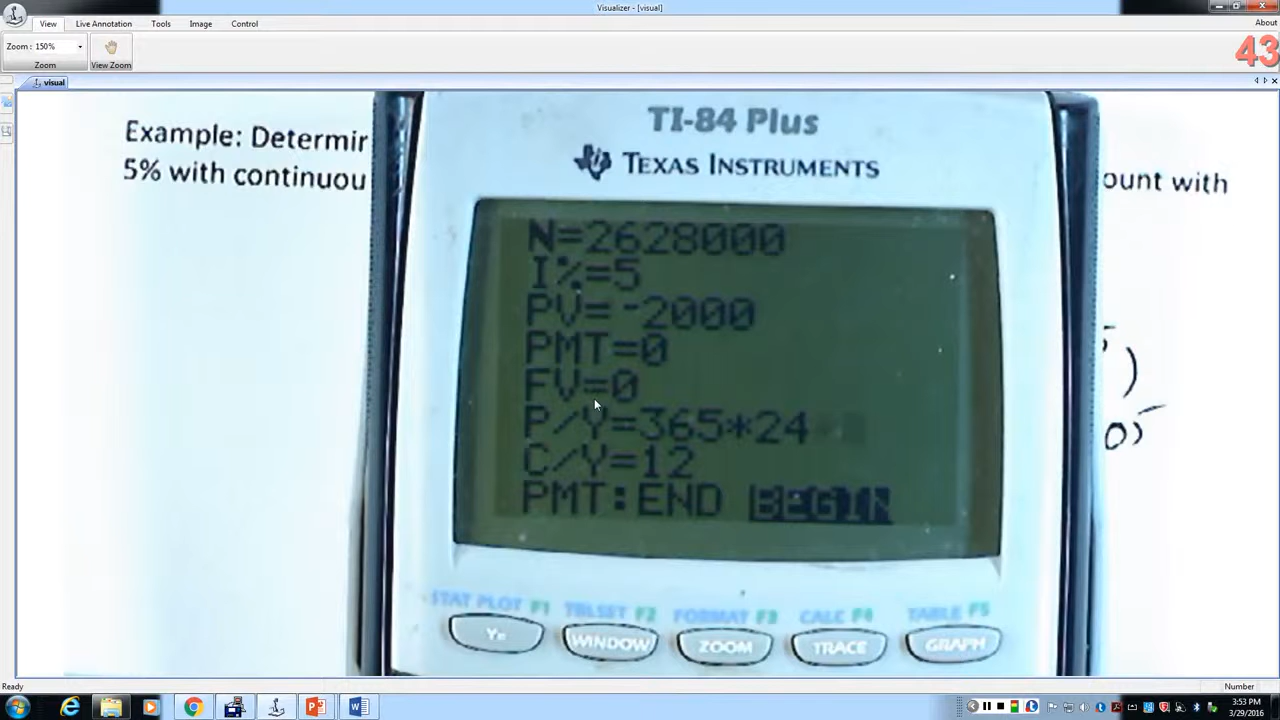 Visualizer - [visual]
View Live Annotation Tools Image Control About
Zoom : 150%
Zoom View Zoom
43
visual
TI-84 Plus
TEXAS INSTRUMENTS
Example: Determin
5% with continuou
ount with
N=2628000
I%=5
PV=-2000
PMT=0
FV=0
P/Y=365*24
C/Y=12
PMT:END BEGIN
STAT PLOT F1 TBLSET F2 FORMAT F3 CALC F4 TABLE F5
Y= WINDOW ZOOM TRACE GRAPH
Ready Number
3:53 PM
3/29/2016